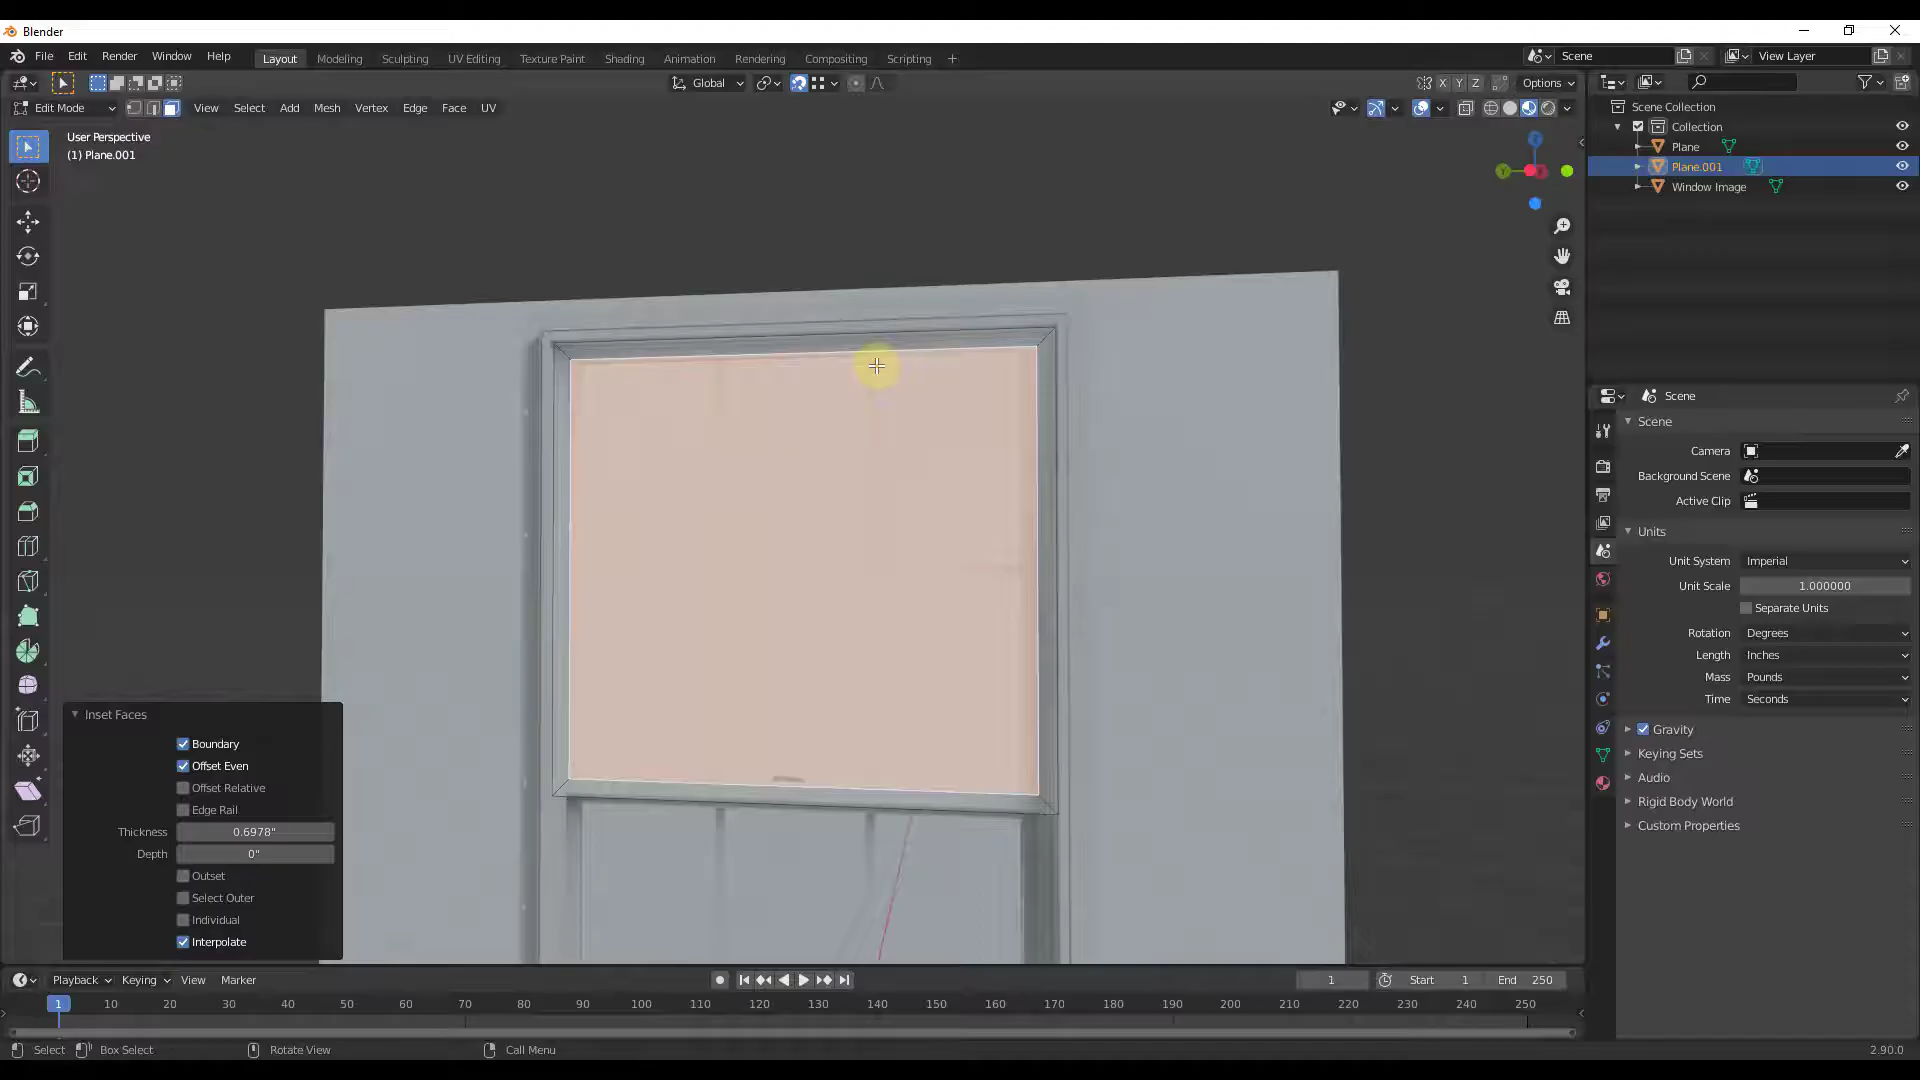 Blender
File Edit Render Window Help Layout Modeling Sculpting UV Editing Texture Paint Shading Animation Rendering Compositing Scripting + Scene View Layer
Global X Y Z Options
Edit Mode View Select Add Mesh Vertex Edge Face UV
Scene Collection
Collection
Plane
Plane.001
Window Image
User Perspective
(1) Plane.001
Z
Y
Scene
Scene
Camera
Background Scene
Active Clip
Units
Unit System Imperial
Unit Scale 1.000000
Separate Units
Rotation Degrees
Length Inches
Mass Pounds
Time Seconds
Gravity
Keying Sets
Audio
Rigid Body World
Custom Properties
Inset Faces
Boundary
Offset Even
Offset Relative
Edge Rail
Thickness 0.6978"
Depth 0"
Outset
Select Outer
Individual
Interpolate
Playback Keying View Marker 1 Start 1 End 250
1 10 20 30 40 50 60 70 80 90 100 110 120 130 140 150 160 170 180 190 200 210 220 230 240 250
Select Box Select Rotate View Call Menu 2.90.0